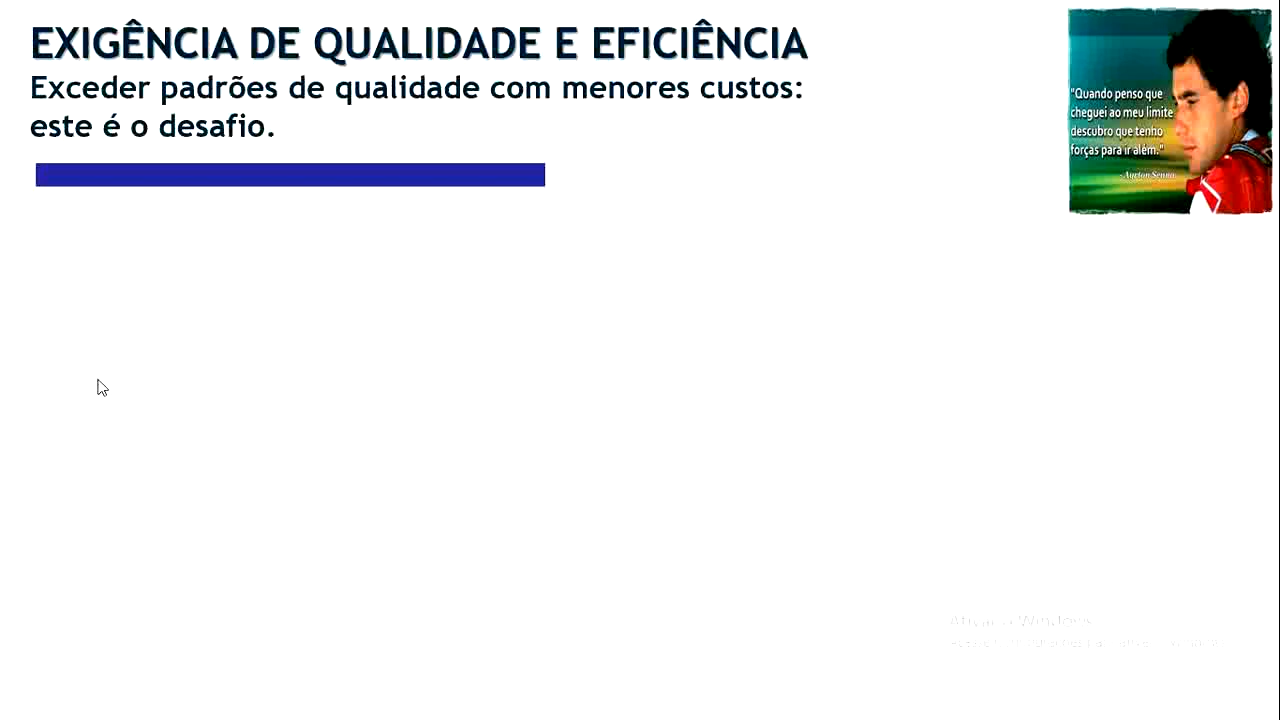 EXIGÊNCIA DE QUALIDADE E EFICIÊNCIA
Exceder padrões de qualidade com menores custos:
este é o desafio.
"Quando penso que
cheguei ao meu limite
descubro que tenho
forças para ir além."
- Ayrton Senna